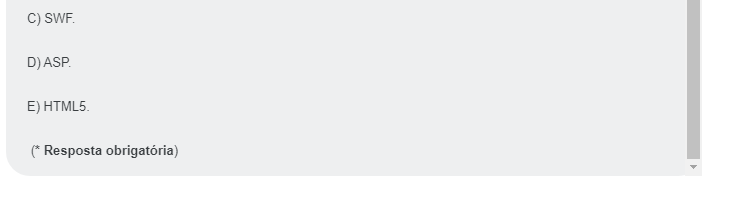 C) SWF.
D) ASP.
E) HTML5.
(* Resposta obrigatória)